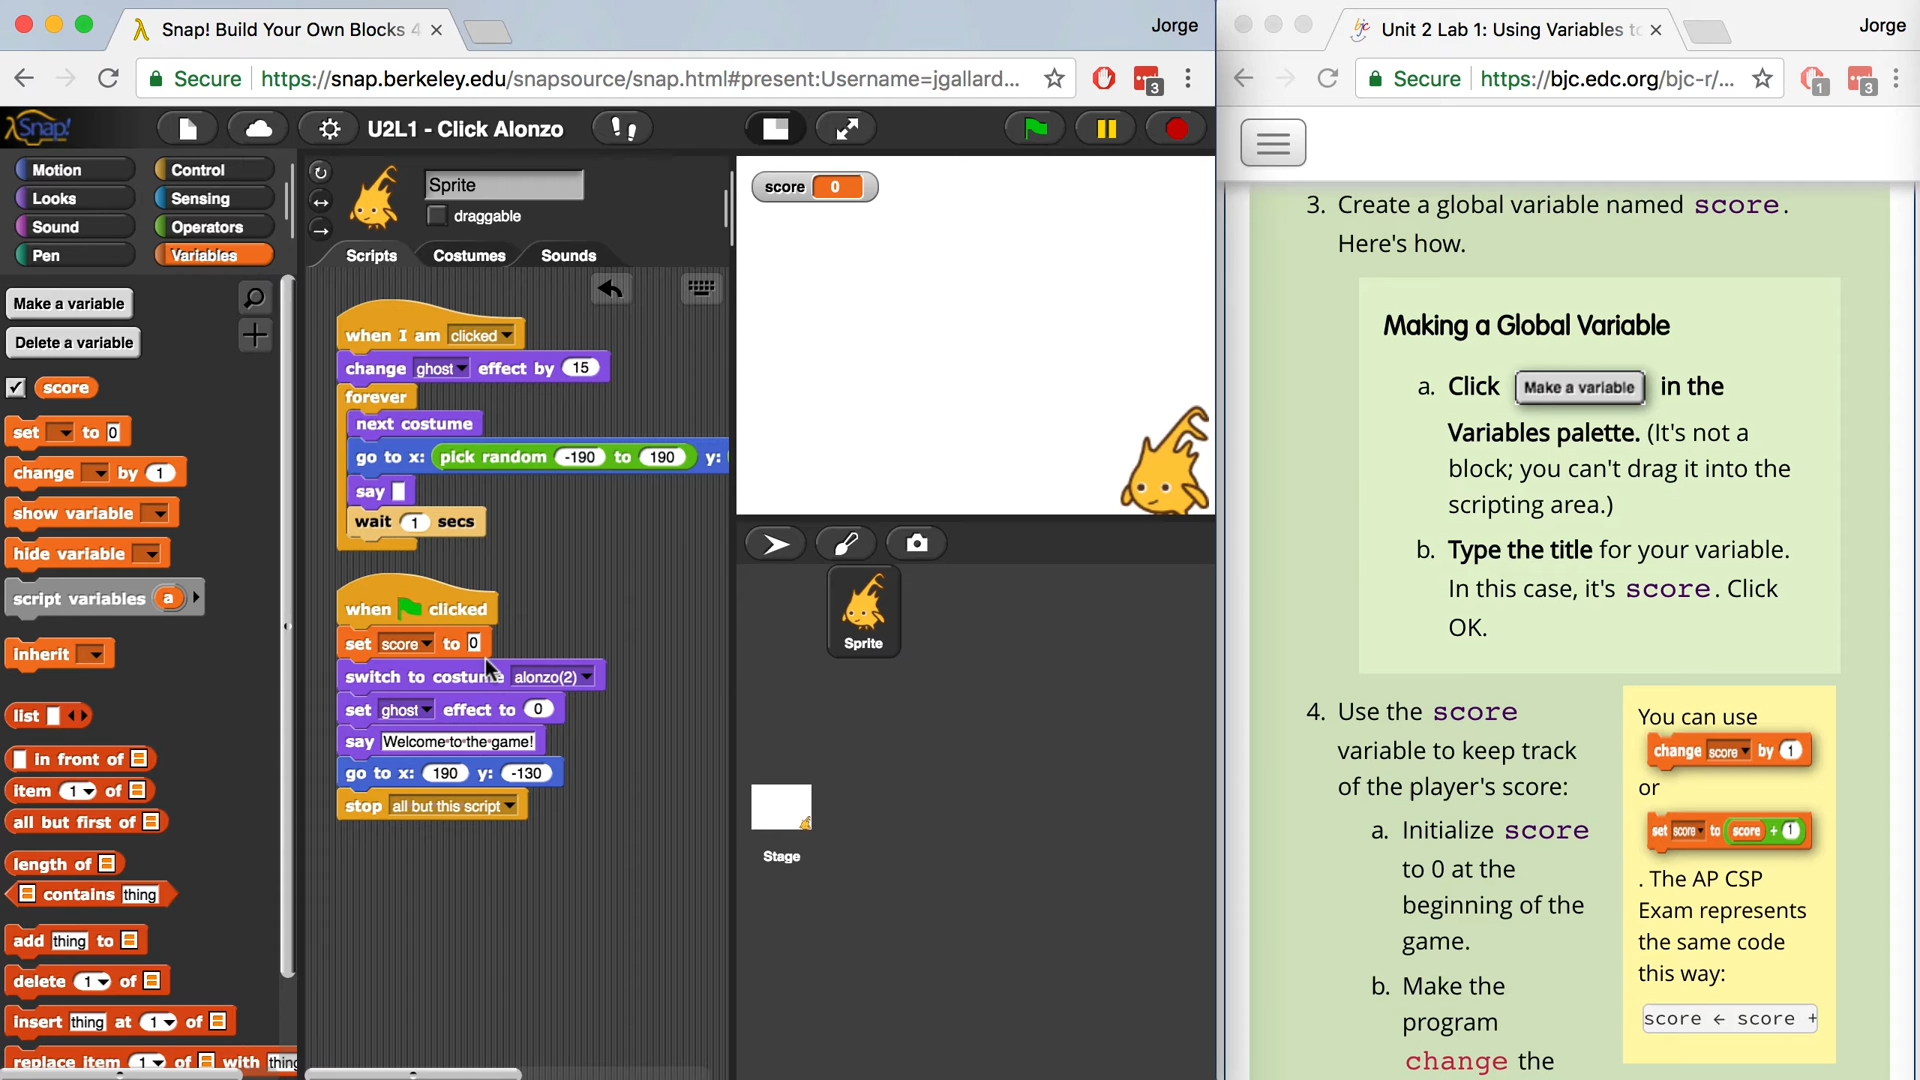 Snap! Build Your Own Blocks 4
Jorge
Secure https://snap.berkeley.edu/snapsource/snap.html#present:Username=jgallard...
3
Snap!
U2L1 - Click Alonzo
Motion
Control
Looks
Sensing
Sound
Operators
Pen
Variables
Make a variable
Delete a variable
score
set to 0
change by 1
show variable
hide variable
script variables a
inherit
list
in front of
item 1 of
all but first of
length of
contains thing
add thing to
delete 1 of
insert thing at 1 of
replace item 1 of with thing
Sprite
draggable
Scripts
Costumes
Sounds
when I am clicked
change ghost effect by 15
forever
next costume
go to x: pick random -190 to 190 y:
say
wait 1 secs
when clicked
set score to 0
switch to costume alonzo(2)
set ghost effect to 0
say Welcome to the game!
go to x: 190 y: -130
stop all but this script
score 0
Sprite
Stage
Unit 2 Lab 1: Using Variables to
Jorge
Secure https://bjc.edc.org/bjc-r/...
1
3
3. Create a global variable named score.
Here's how.
Making a Global Variable
a. Click Make a variable in the
Variables palette. (It's not a
block; you can't drag it into the
scripting area.)
b. Type the title for your variable.
In this case, it's score. Click
OK.
4. Use the score
variable to keep track
of the player's score:
a. Initialize score
to 0 at the
beginning of the
game.
b. Make the
program
change the
You can use
change score by 1
or
set score to score + 1
. The AP CSP
Exam represents
the same code
this way:
score ← score +